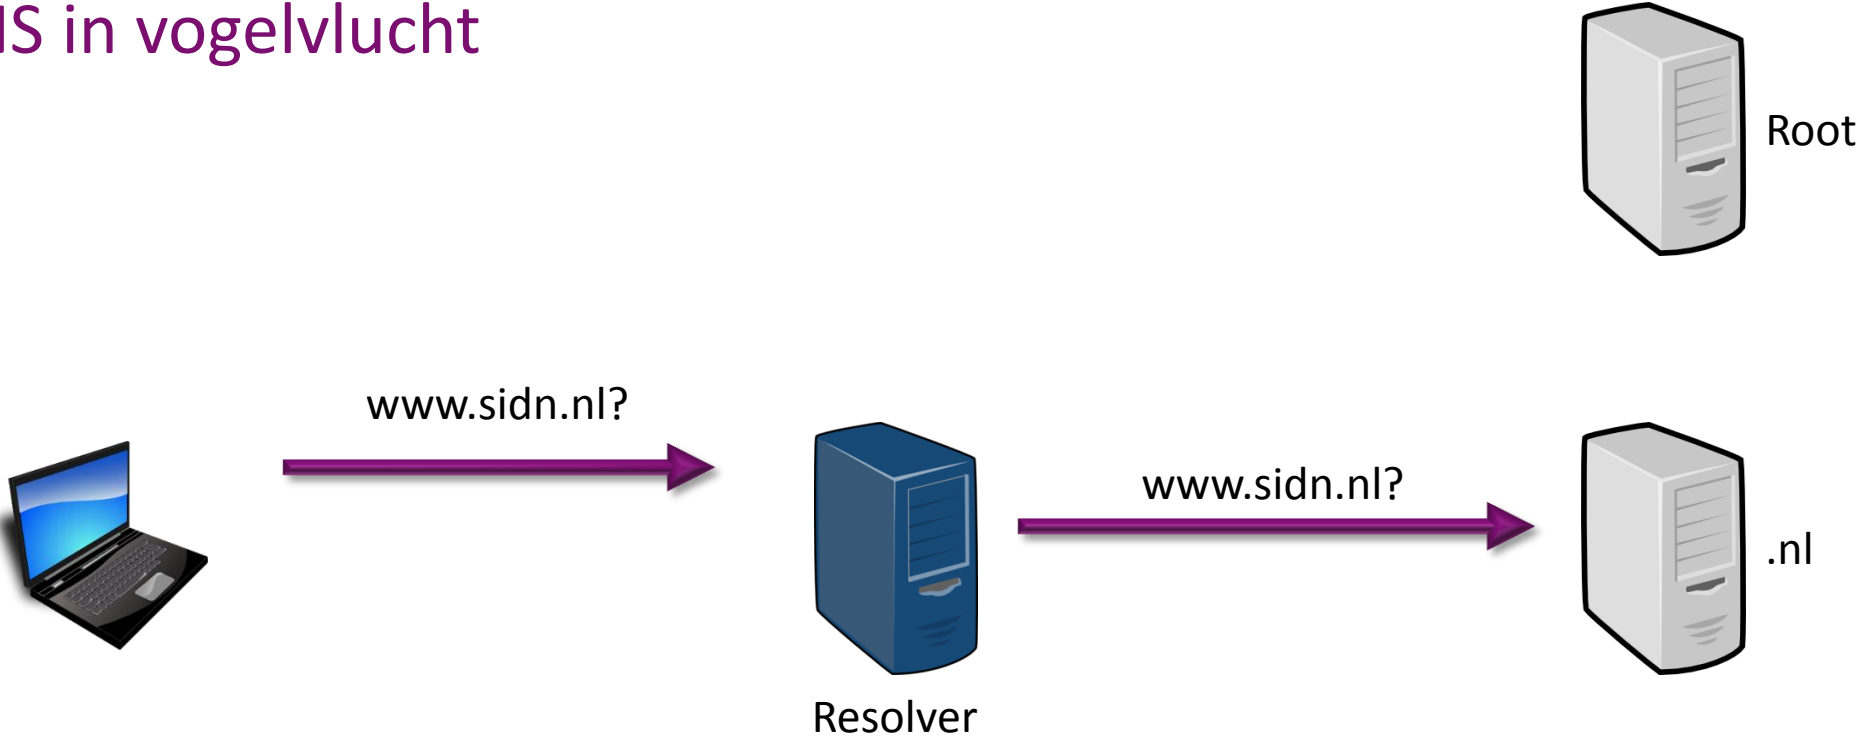 IS in vogelvlucht
Root
www.sidn.nl?
www.sidn.nl?
.nl
Resolver